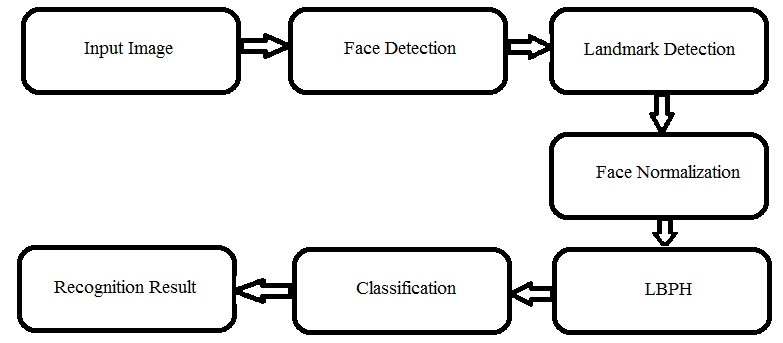 Input Image
Face Detection
Landmark Detection
Face Normalization
LBPH
Classification
Recognition Result